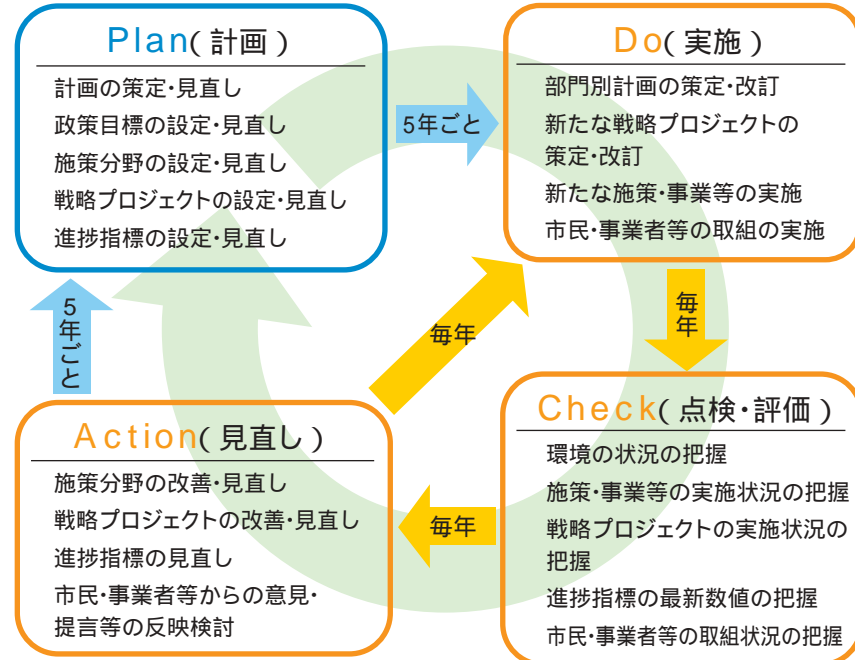 Plan(計画)
計画の策定・見直し
政策目標の設定・見直し
施策分野の設定・見直し
戦略プロジェクトの設定・見直し
進捗指標の設定・見直し
5年ごと
Do(実施)
部門別計画の策定・改訂
新たな戦略プロジェクトの
策定・改訂
新たな施策・事業等の実施
市民・事業者等の取組の実施
5年ごと
毎年
毎年
Action(見直し)
施策分野の改善・見直し
戦略プロジェクトの改善・見直し
進捗指標の見直し
市民・事業者等からの意見・
提言等の反映検討
毎年
Check(点検・評価)
環境の状況の把握
施策・事業等の実施状況の把握
戦略プロジェクトの実施状況の
把握
進捗指標の最新数値の把握
市民・事業者等の取組状況の把握